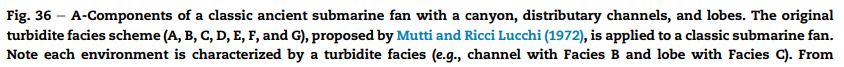 Fig. 36 – A-Components of a classic ancient submarine fan with a canyon, distributary channels, and lobes. The original
turbidite facies scheme (A, B, C, D, E, F, and G), proposed by Mutti and Ricci Lucchi (1972), is applied to a classic submarine fan.
Note each environment is characterized by a turbidite facies (e.g., channel with Facies B and lobe with Facies C). From